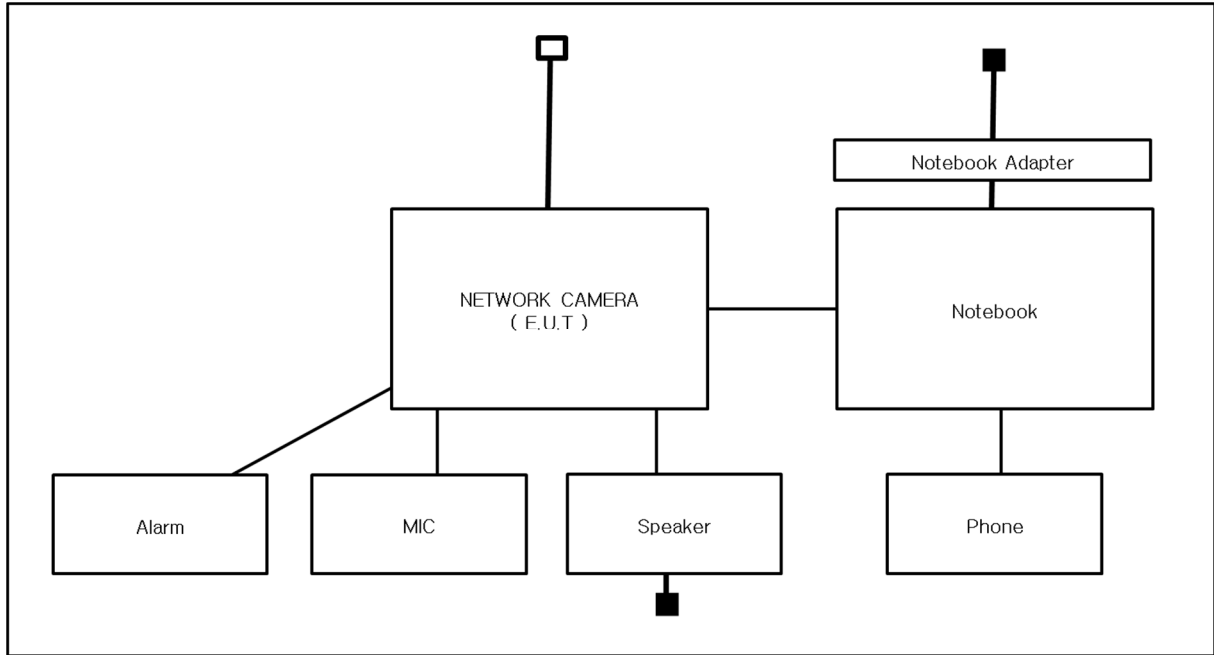 Notebook Adapter
NETWORK CAMERA
( E.U.T )
Notebook
Alarm
MIC
Speaker
Phone